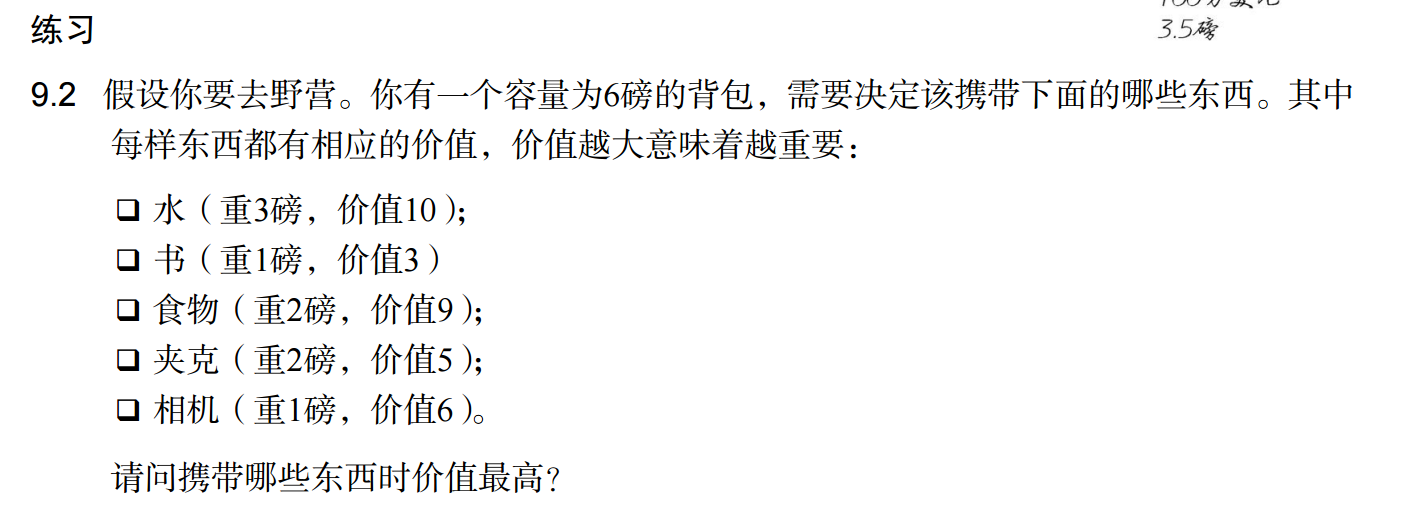 3.5磅
练习
9.2 假设你要去野营。你有一个容量为6磅的背包，需要决定该携带下面的哪些东西。其中
每样东西都有相应的价值，价值越大意味着越重要：
❑ 水（重3磅，价值10）；
❑ 书（重1磅，价值3）
❑ 食物（重2磅，价值9）；
❑ 夹克（重2磅，价值5）；
❑ 相机（重1磅，价值6）。
请问携带哪些东西时价值最高？